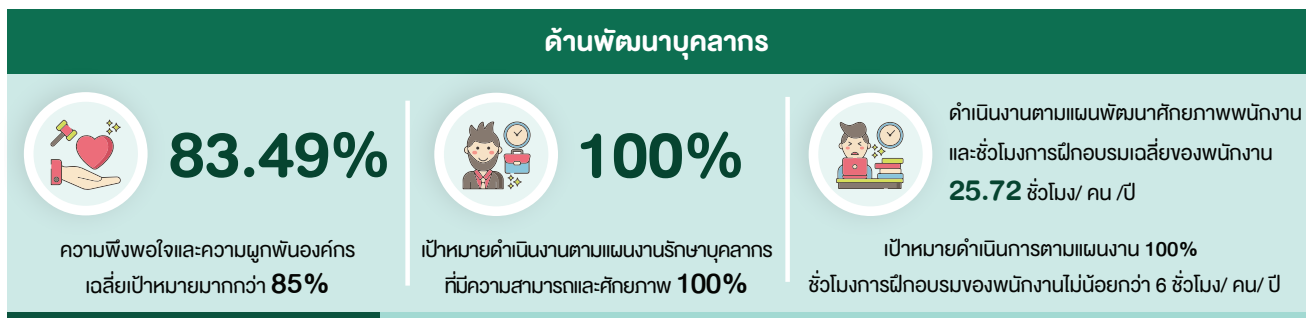 ด้านพัฒนาบุคลากร
83.49%
ความพึงพอใจและความผูกพันองค์กร
เฉลี่ยเป้าหมายมากกว่า 85%
100%
เป้าหมายดำเนินงานตามแผนงานรักษาบุคลากร
ที่มีความสามารถและศักยภาพ 100%
ดำเนินงานตามแผนพัฒนาศักยภาพพนักงาน
และชั่วโมงการฝึกอบรมเฉลี่ยของพนักงาน
25.72 ชั่วโมง/ คน /ปี
เป้าหมายดำเนินการตามแผนงาน 100%
ชั่วโมงการฝึกอบรมของพนักงานไม่น้อยกว่า 6 ชั่วโมง/ คน/ ปี